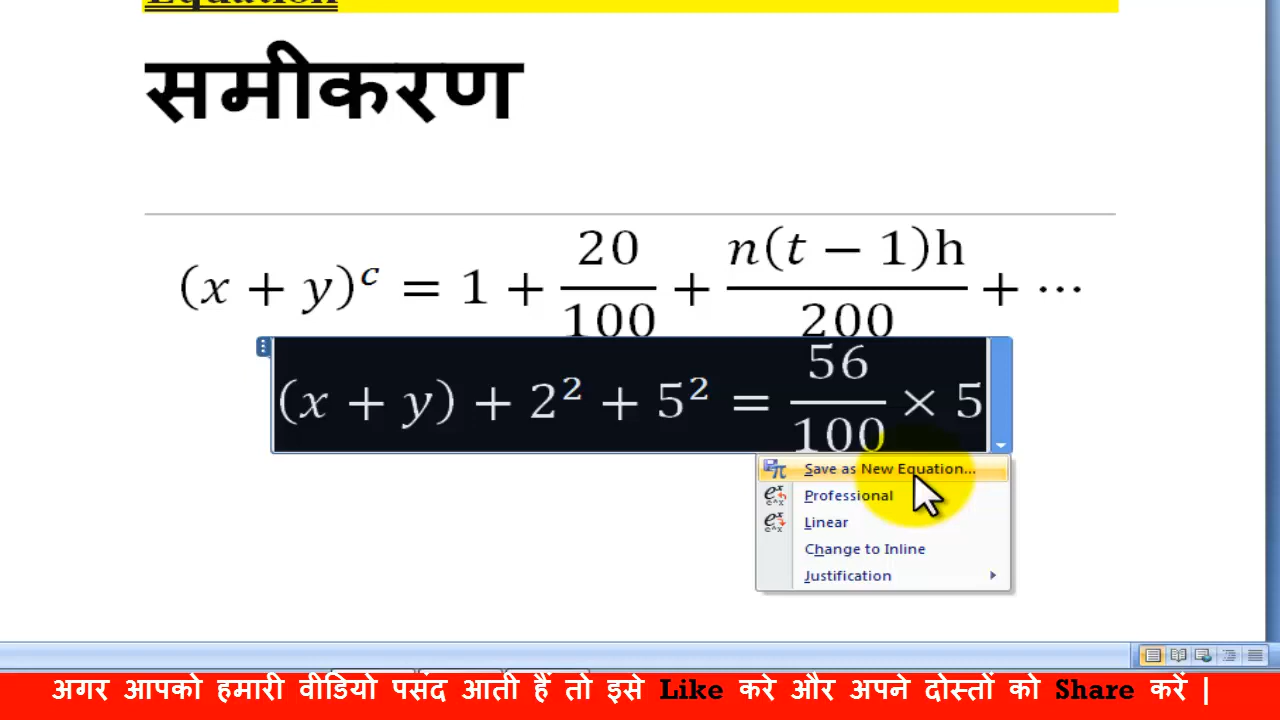 Equation
समीकरण
(x + y)ᶜ = 1 + 20/100 + n(t − 1)h/200 + ⋯
(x + y) + 2² + 5² = 56/100 × 5
Save as New Equation...
Professional
Linear
Change to Inline
Justification
अगर आपको हमारी वीडियो पसंद आती हैं तो इसे Like करे और अपने दोस्तों को Share करें |